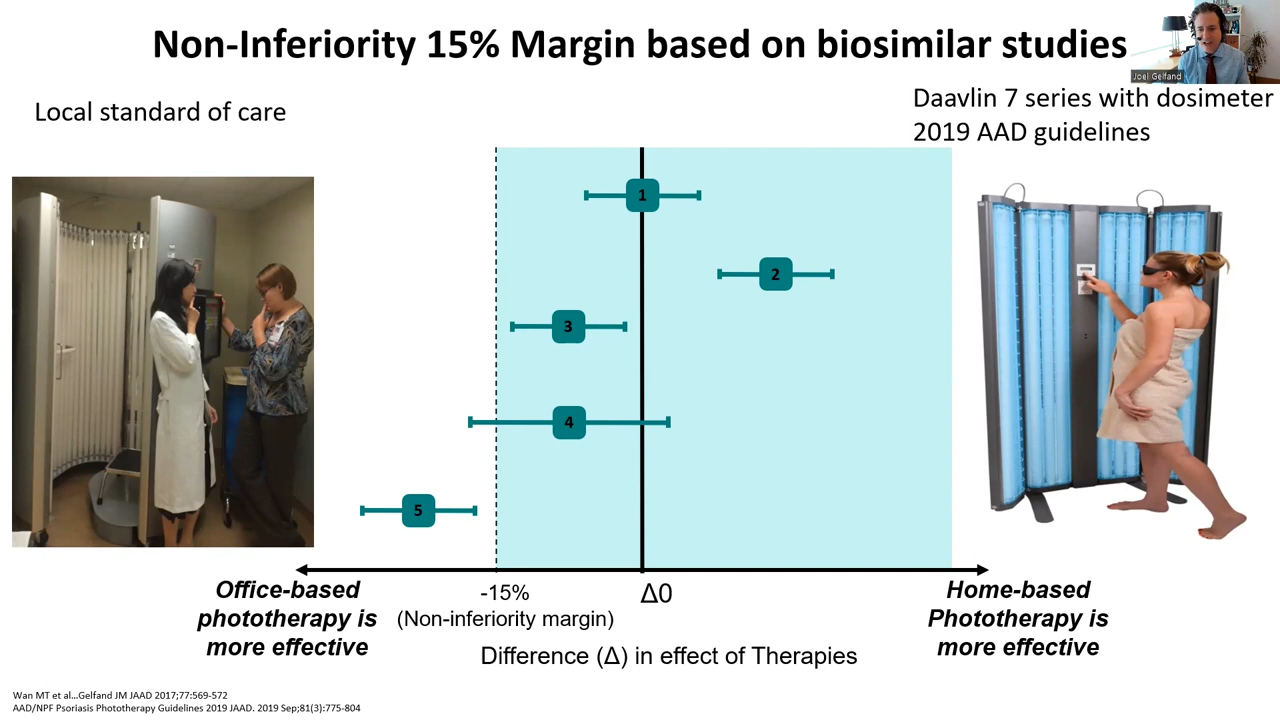 Non-Inferiority 15% Margin based on biosimilar studies
Joel Gelfand
Local standard of care
Daavlin 7 series with dosimeter
2019 AAD guidelines
1
2
3
4
5
Office-based
phototherapy is
more effective
-15%
(Non-inferiority margin)
Δ0
Home-based
Phototherapy is
more effective
Difference (Δ) in effect of Therapies
Wan MT et al…Gelfand JM JAAD 2017;77:569-572
AAD/NPF Psoriasis Phototherapy Guidelines 2019 JAAD. 2019 Sep;81(3):775-804